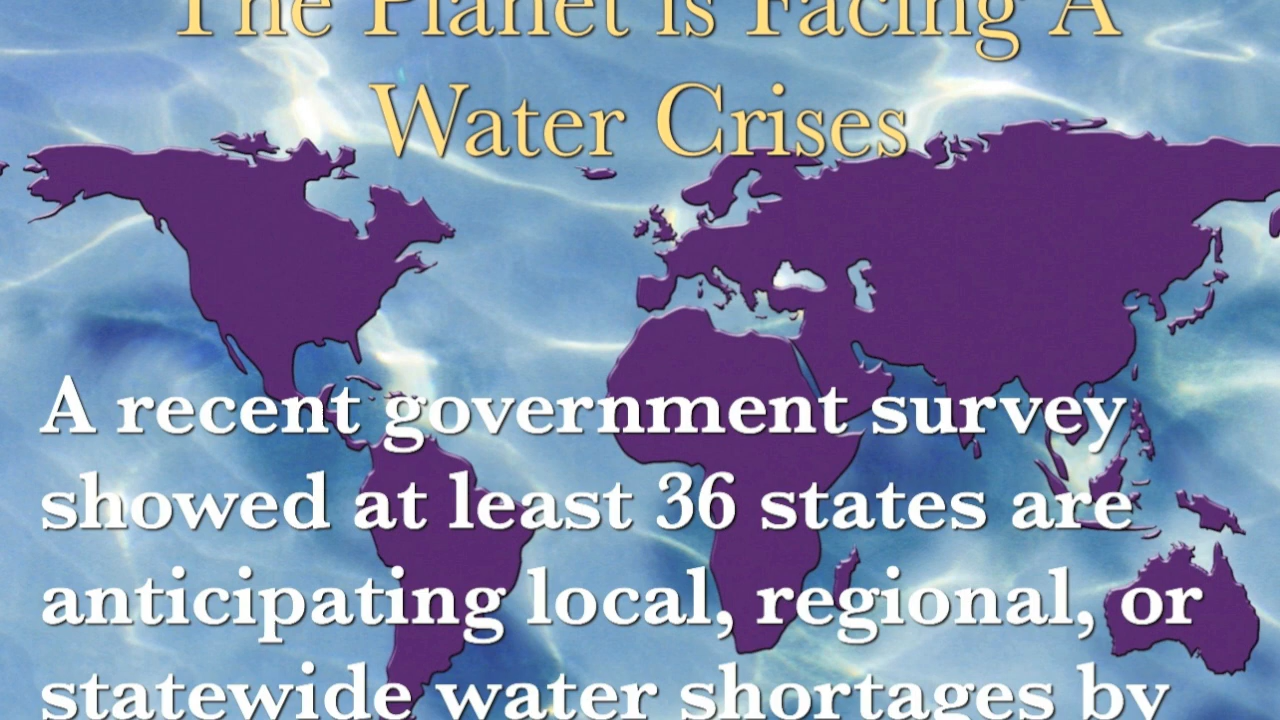 The Planet is Facing A
Water Crises
A recent government survey
showed at least 36 states are
anticipating local, regional, or
statewide water shortages by